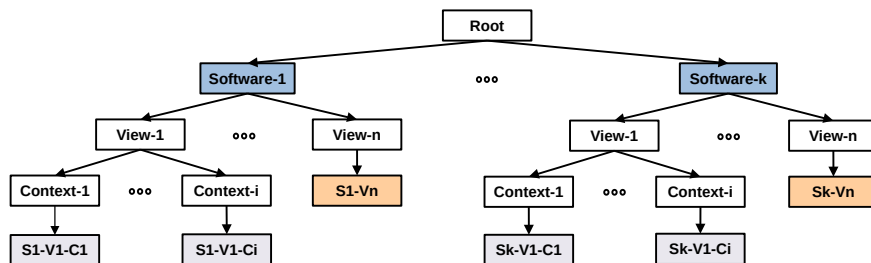 Root
Software-1
Software-k
View-1
View-n
View-1
View-n
Context-1
Context-i
S1-Vn
Context-1
Context-i
Sk-Vn
S1-V1-C1
S1-V1-Ci
Sk-V1-C1
Sk-V1-Ci